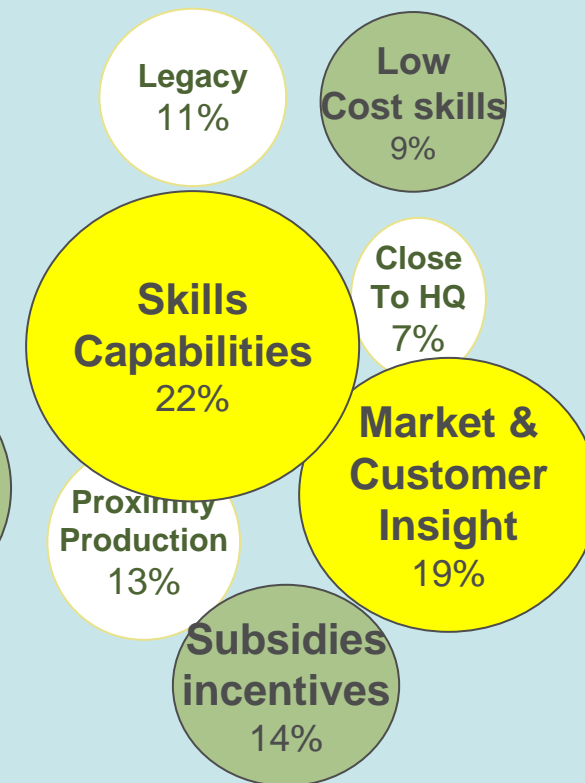 Legacy
11%
Low
Cost skills
9%
Skills
Capabilities
22%
Close
To HQ
7%
Market &
Customer
Insight
19%
Proximity
Production
13%
Subsidies
incentives
14%